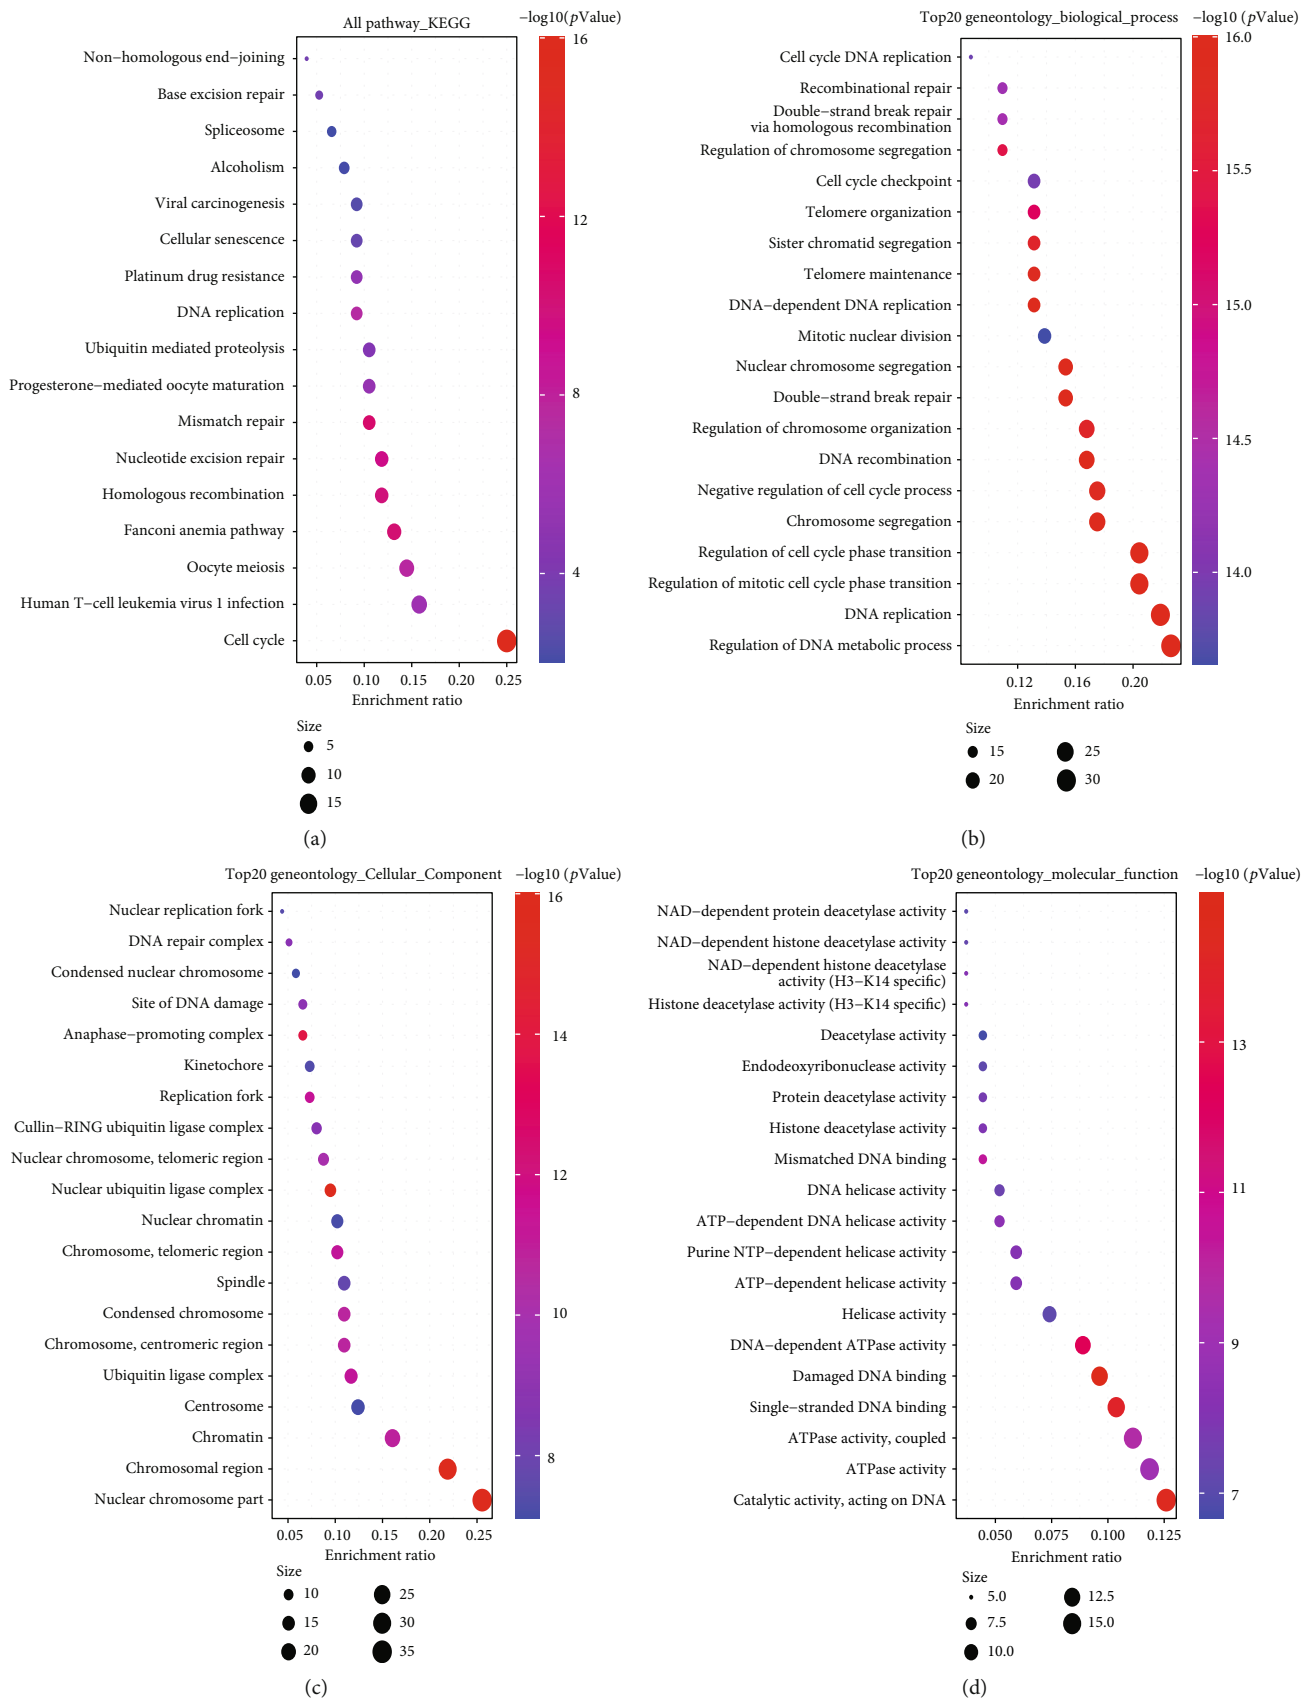 All pathway_KEGG
−log10(pValue)
Non−homologous end−joining
Base excision repair
Spliceosome
Alcoholism
Viral carcinogenesis
Cellular senescence
Platinum drug resistance
DNA replication
Ubiquitin mediated proteolysis
Progesterone−mediated oocyte maturation
Mismatch repair
Nucleotide excision repair
Homologous recombination
Fanconi anemia pathway
Oocyte meiosis
Human T−cell leukemia virus 1 infection
Cell cycle
16
12
8
4
0.05 0.10 0.15 0.20 0.25
Enrichment ratio
Size
5
10
15
(a)
Top20 geneontology_biological_process
−log10 (pValue)
Cell cycle DNA replication
Recombinational repair
Double−strand break repair
via homologous recombination
Regulation of chromosome segregation
Cell cycle checkpoint
Telomere organization
Sister chromatid segregation
Telomere maintenance
DNA−dependent DNA replication
Mitotic nuclear division
Nuclear chromosome segregation
Double−strand break repair
Regulation of chromosome organization
DNA recombination
Negative regulation of cell cycle process
Chromosome segregation
Regulation of cell cycle phase transition
Regulation of mitotic cell cycle phase transition
DNA replication
Regulation of DNA metabolic process
16.0
15.5
15.0
14.5
14.0
0.12 0.16 0.20
Enrichment ratio
Size
15 25
20 30
(b)
Top20 geneontology_Cellular_Component
−log10 (pValue)
Nuclear replication fork
DNA repair complex
Condensed nuclear chromosome
Site of DNA damage
Anaphase−promoting complex
Kinetochore
Replication fork
Cullin−RING ubiquitin ligase complex
Nuclear chromosome, telomeric region
Nuclear ubiquitin ligase complex
Nuclear chromatin
Chromosome, telomeric region
Spindle
Condensed chromosome
Chromosome, centromeric region
Ubiquitin ligase complex
Centrosome
Chromatin
Chromosomal region
Nuclear chromosome part
16
14
12
10
8
0.05 0.10 0.15 0.20 0.25
Enrichment ratio
Size
10 25
15 30
20 35
(c)
Top20 geneontology_molecular_function
−log10 (pValue)
NAD−dependent protein deacetylase activity
NAD−dependent histone deacetylase activity
NAD−dependent histone deacetylase
activity (H3−K14 specific)
Histone deacetylase activity (H3−K14 specific)
Deacetylase activity
Endodeoxyribonuclease activity
Protein deacetylase activity
Histone deacetylase activity
Mismatched DNA binding
DNA helicase activity
ATP−dependent DNA helicase activity
Purine NTP−dependent helicase activity
ATP−dependent helicase activity
Helicase activity
DNA−dependent ATPase activity
Damaged DNA binding
Single−stranded DNA binding
ATPase activity, coupled
ATPase activity
Catalytic activity, acting on DNA
13
11
9
7
0.050 0.075 0.100 0.125
Enrichment ratio
Size
5.0 12.5
7.5 15.0
10.0
(d)